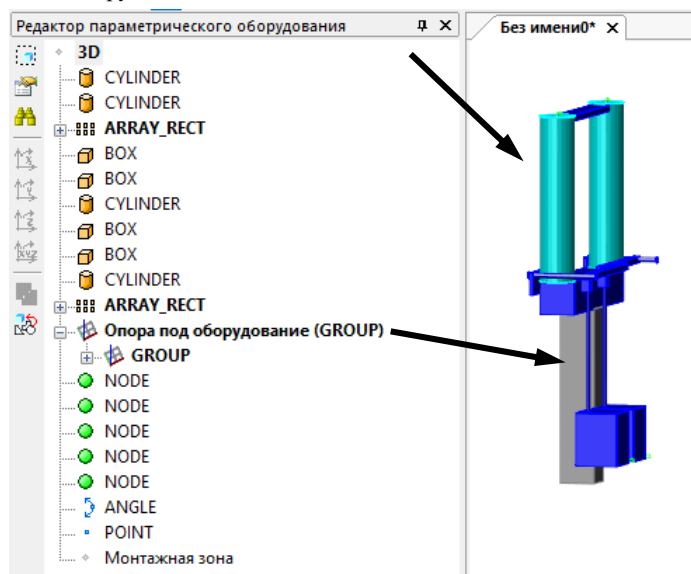 Редактор параметрического оборудования
Без имени0*
3D
CYLINDER
CYLINDER
ARRAY_RECT
BOX
BOX
CYLINDER
BOX
BOX
CYLINDER
ARRAY_RECT
Опора под оборудование (GROUP)
GROUP
NODE
NODE
NODE
NODE
NODE
ANGLE
POINT
Монтажная зона